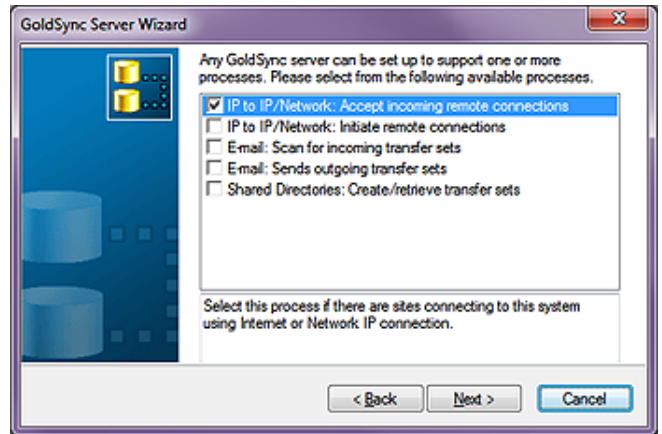 GoldSync Server Wizard
Any GoldSync server can be set up to support one or more
processes. Please select from the following available processes.
IP to IP/Network: Accept incoming remote connections
IP to IP/Network: Initiate remote connections
E-mail: Scan for incoming transfer sets
E-mail: Sends outgoing transfer sets
Shared Directories: Create/retrieve transfer sets
Select this process if there are sites connecting to this system
using Internet or Network IP connection.
< Back Next > Cancel